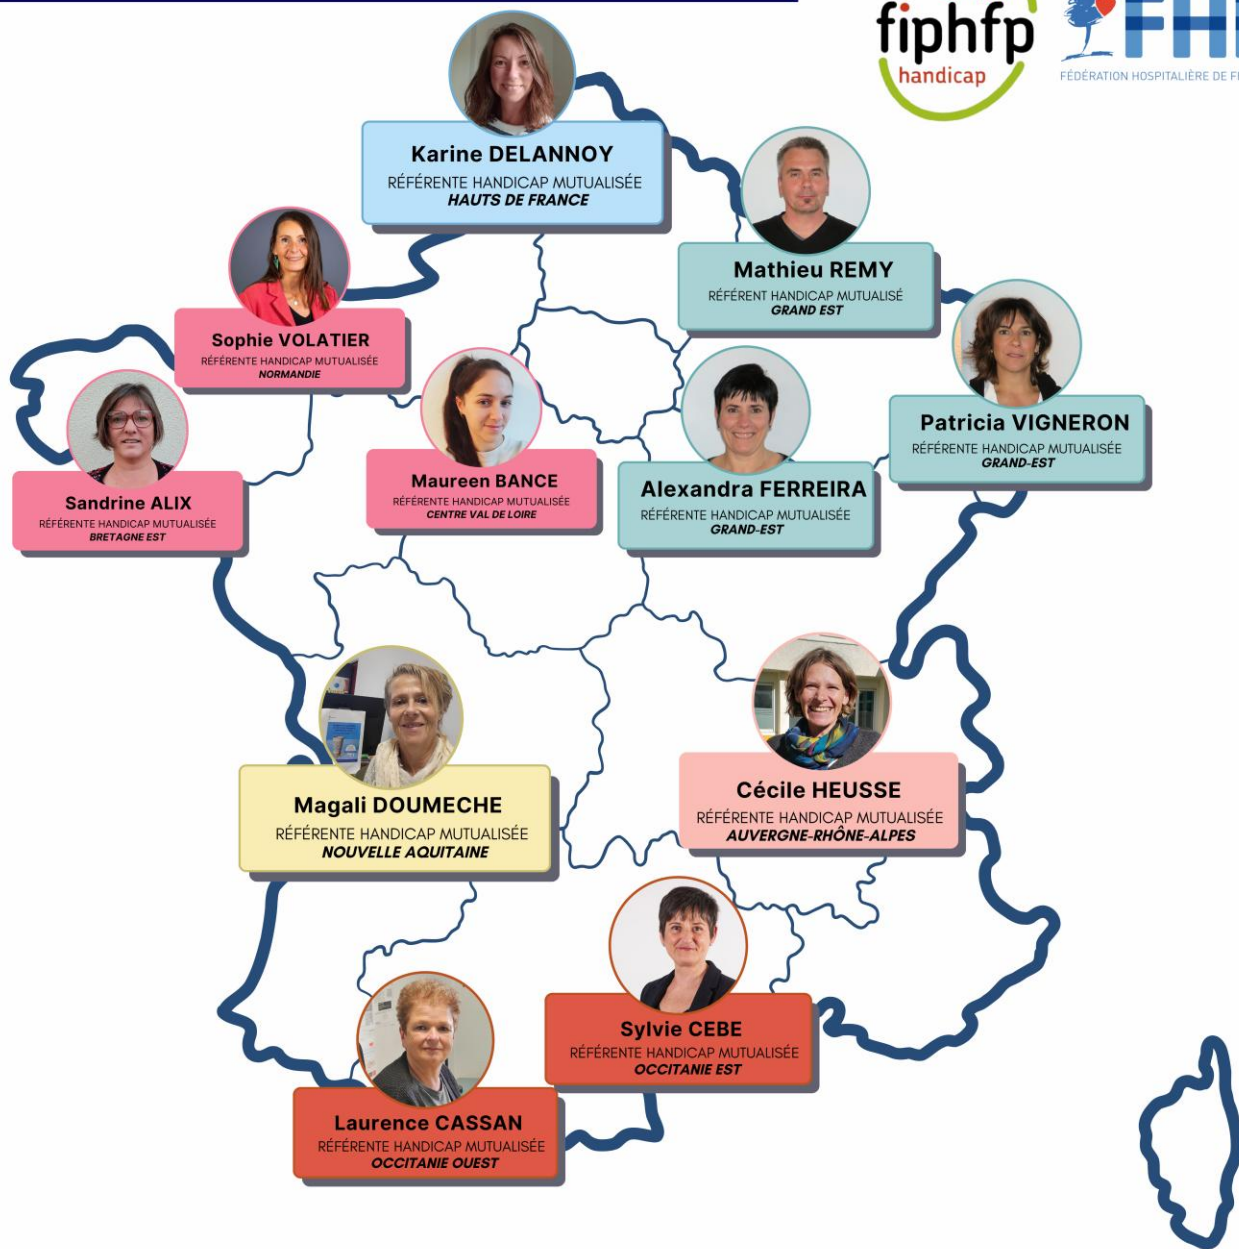 fiphfp
handicap
FÉDÉRATION HOSPITALIÈRE DE
Karine DELANNOY
RÉFÉRENTE HANDICAP MUTUALISÉE
HAUTS DE FRANCE
Mathieu REMY
RÉFÉRENT HANDICAP MUTUALISÉ
GRAND EST
Sophie VOLATIER
RÉFÉRENTE HANDICAP MUTUALISÉE
NORMANDIE
Patricia VIGNERON
RÉFÉRENTE HANDICAP MUTUALISÉE
GRAND-EST
Maureen BANCE
RÉFÉRENTE HANDICAP MUTUALISÉE
CENTRE VAL DE LOIRE
Alexandra FERREIRA
RÉFÉRENTE HANDICAP MUTUALISÉE
GRAND-EST
Sandrine ALIX
RÉFÉRENTE HANDICAP MUTUALISÉE
BRETAGNE EST
Magali DOUMECHE
RÉFÉRENTE HANDICAP MUTUALISÉE
NOUVELLE AQUITAINE
Cécile HEUSSE
RÉFÉRENTE HANDICAP MUTUALISÉE
AUVERGNE-RHÔNE-ALPES
Sylvie CEBE
RÉFÉRENTE HANDICAP MUTUALISÉE
OCCITANIE EST
Laurence CASSAN
RÉFÉRENTE HANDICAP MUTUALISÉE
OCCITANIE OUEST